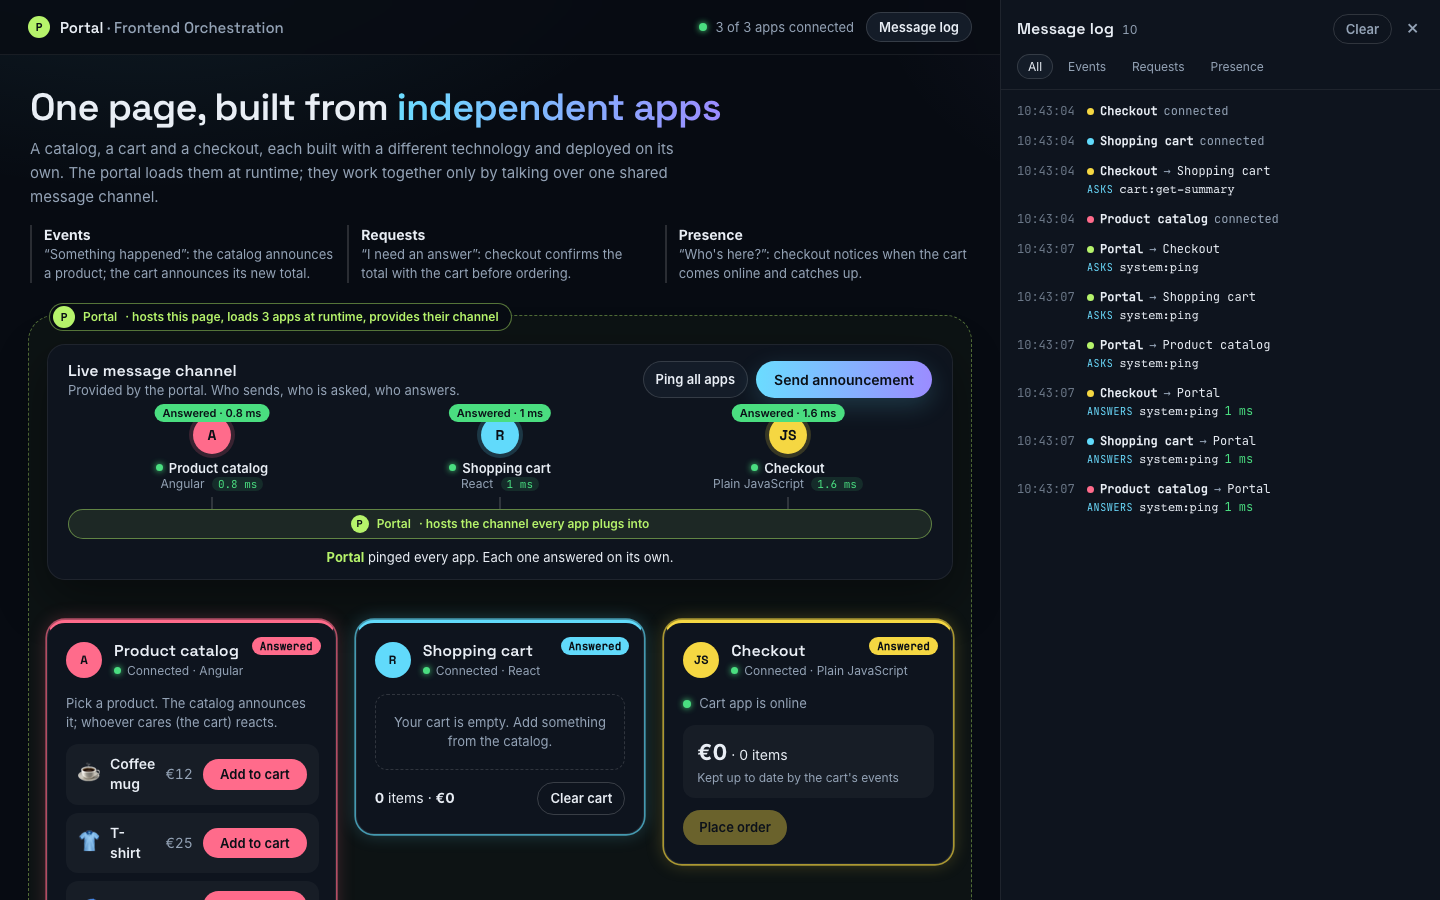 P Portal · Frontend Orchestration
3 of 3 apps connected
Message log
One page, built from independent apps
A catalog, a cart and a checkout, each built with a different technology and deployed on its
own. The portal loads them at runtime; they work together only by talking over one shared
message channel.
Events
“Something happened”: the catalog announces
a product; the cart announces its new total.
Requests
“I need an answer”: checkout confirms the
total with the cart before ordering.
Presence
“Who's here?”: checkout notices when the cart
comes online and catches up.
P Portal · hosts this page, loads 3 apps at runtime, provides their channel
Live message channel
Provided by the portal. Who sends, who is asked, who answers.
Ping all apps
Send announcement
Answered · 0.8 ms
A
Product catalog
Angular 0.8 ms
Answered · 1 ms
R
Shopping cart
React 1 ms
Answered · 1.6 ms
JS
Checkout
Plain JavaScript 1.6 ms
P Portal · hosts the channel every app plugs into
Portal pinged every app. Each one answered on its own.
A
Product catalog
Answered
Connected · Angular
Pick a product. The catalog announces
it; whoever cares (the cart) reacts.
Coffee
mug
€12
Add to cart
T-
shirt
€25
Add to cart
R
Shopping cart
Answered
Connected · React
Your cart is empty. Add something
from the catalog.
0 items · €0
Clear cart
JS
Checkout
Answered
Connected · Plain JavaScript
Cart app is online
€0 · 0 items
Kept up to date by the cart's events
Place order
Message log 10
Clear
×
All
Events
Requests
Presence
10:43:04 Checkout connected
10:43:04 Shopping cart connected
10:43:04 Checkout → Shopping cart
ASKS cart:get-summary
10:43:04 Product catalog connected
10:43:07 Portal → Checkout
ASKS system:ping
10:43:07 Portal → Shopping cart
ASKS system:ping
10:43:07 Portal → Product catalog
ASKS system:ping
10:43:07 Checkout → Portal
ANSWERS system:ping 1 ms
10:43:07 Shopping cart → Portal
ANSWERS system:ping 1 ms
10:43:07 Product catalog → Portal
ANSWERS system:ping 1 ms